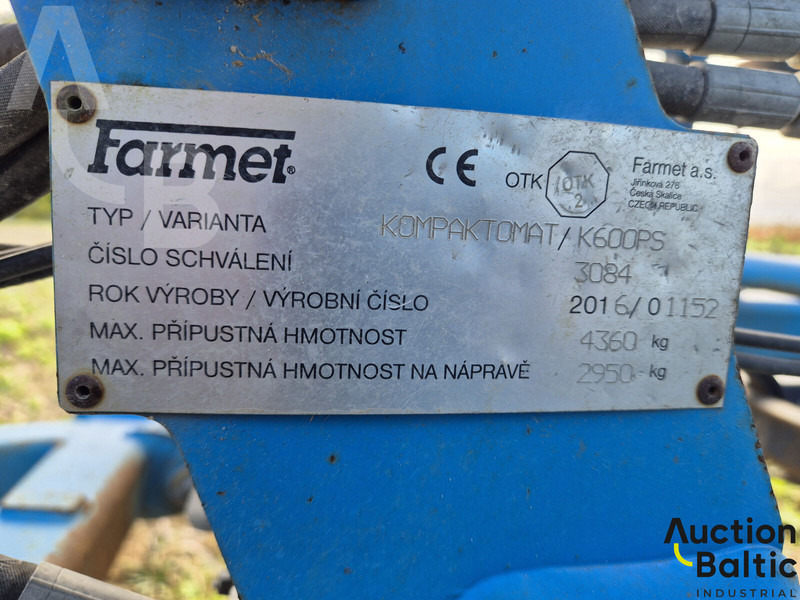 Farmet®
CE
OTK
OTK
2
Farmet a.s.
Jiřinková 276
Česká Skalice
CZECH REPUBLIC
TYP / VARIANTA KOMPAKTOMAT/K600PS
ČÍSLO SCHVÁLENÍ 3084
ROK VÝROBY / VÝROBNÍ ČÍSLO 2016/01152
MAX. PŘÍPUSTNÁ HMOTNOST 4360 kg
MAX. PŘÍPUSTNÁ HMOTNOST NA NÁPRAVĚ 2950 kg
ACB
Auction
Baltic
INDUSTRIAL